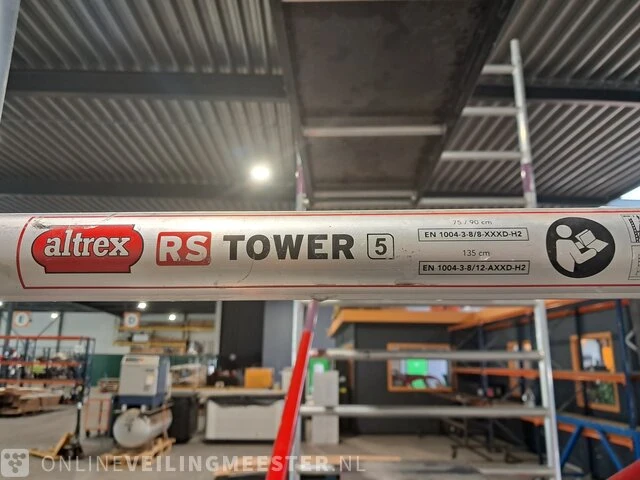 altrex RS TOWER 5
75 / 90 cm
EN 1004-3-8/8-XXXD-H2
135 cm
EN 1004-3-8/12-AXXD-H2
ONLINEVEILINGMEESTER.NL